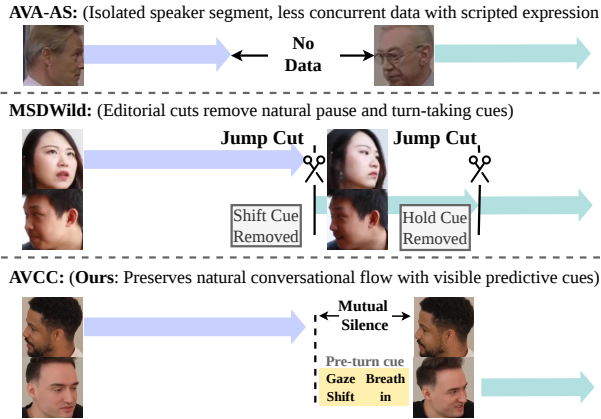 AVA-AS: (Isolated speaker segment, less concurrent data with scripted expression
No
Data
MSDWild: (Editorial cuts remove natural pause and turn-taking cues)
Jump Cut
Jump Cut
Shift Cue
Removed
Hold Cue
Removed
AVCC: (Ours: Preserves natural conversational flow with visible predictive cues)
Mutual
Silence
Pre-turn cue
Gaze Breath
Shift in